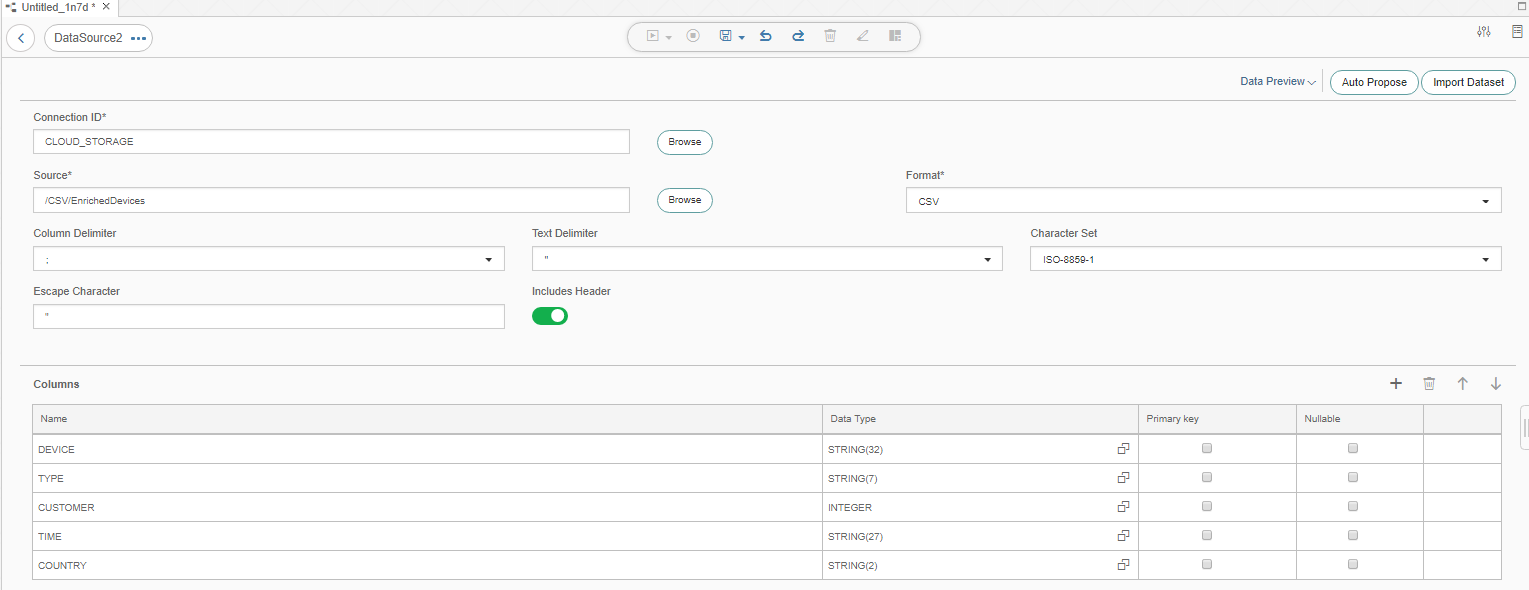 Untitled_1n7d *
DataSource2
Data Preview Auto Propose Import Dataset
Connection ID*
CLOUD_STORAGE Browse
Source* Format*
/CSV/EnrichedDevices Browse CSV
Column Delimiter Text Delimiter Character Set
; " ISO-8859-1
Escape Character Includes Header
"
Columns
Name Data Type Primary key Nullable
DEVICE STRING(32)
TYPE STRING(7)
CUSTOMER INTEGER
TIME STRING(27)
COUNTRY STRING(2)